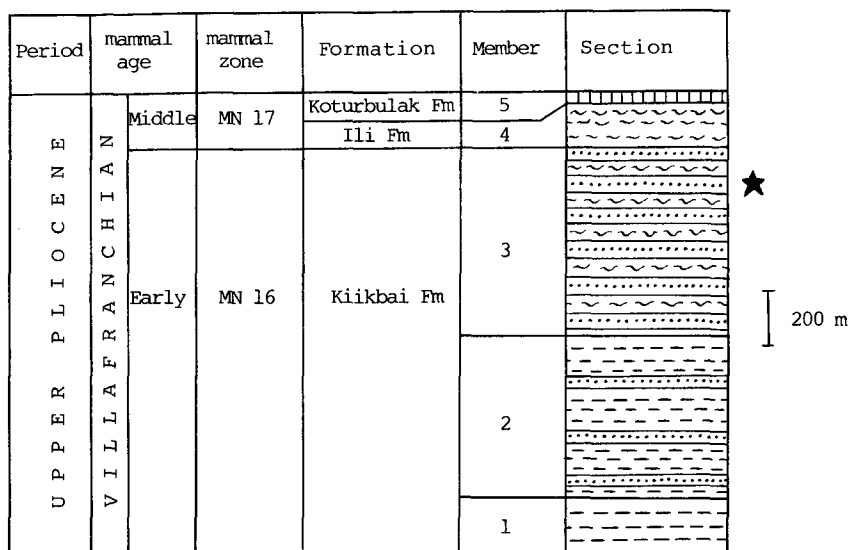 Period
mammal age
mammal zone
Formation
Member
Section
UPPER PLIOCENE
VILLAFRANCHIAN
Middle
MN 17
Koturbulak Fm
5
Ili Fm
4
Early
MN 16
Kiikbai Fm
3
2
1
200 m